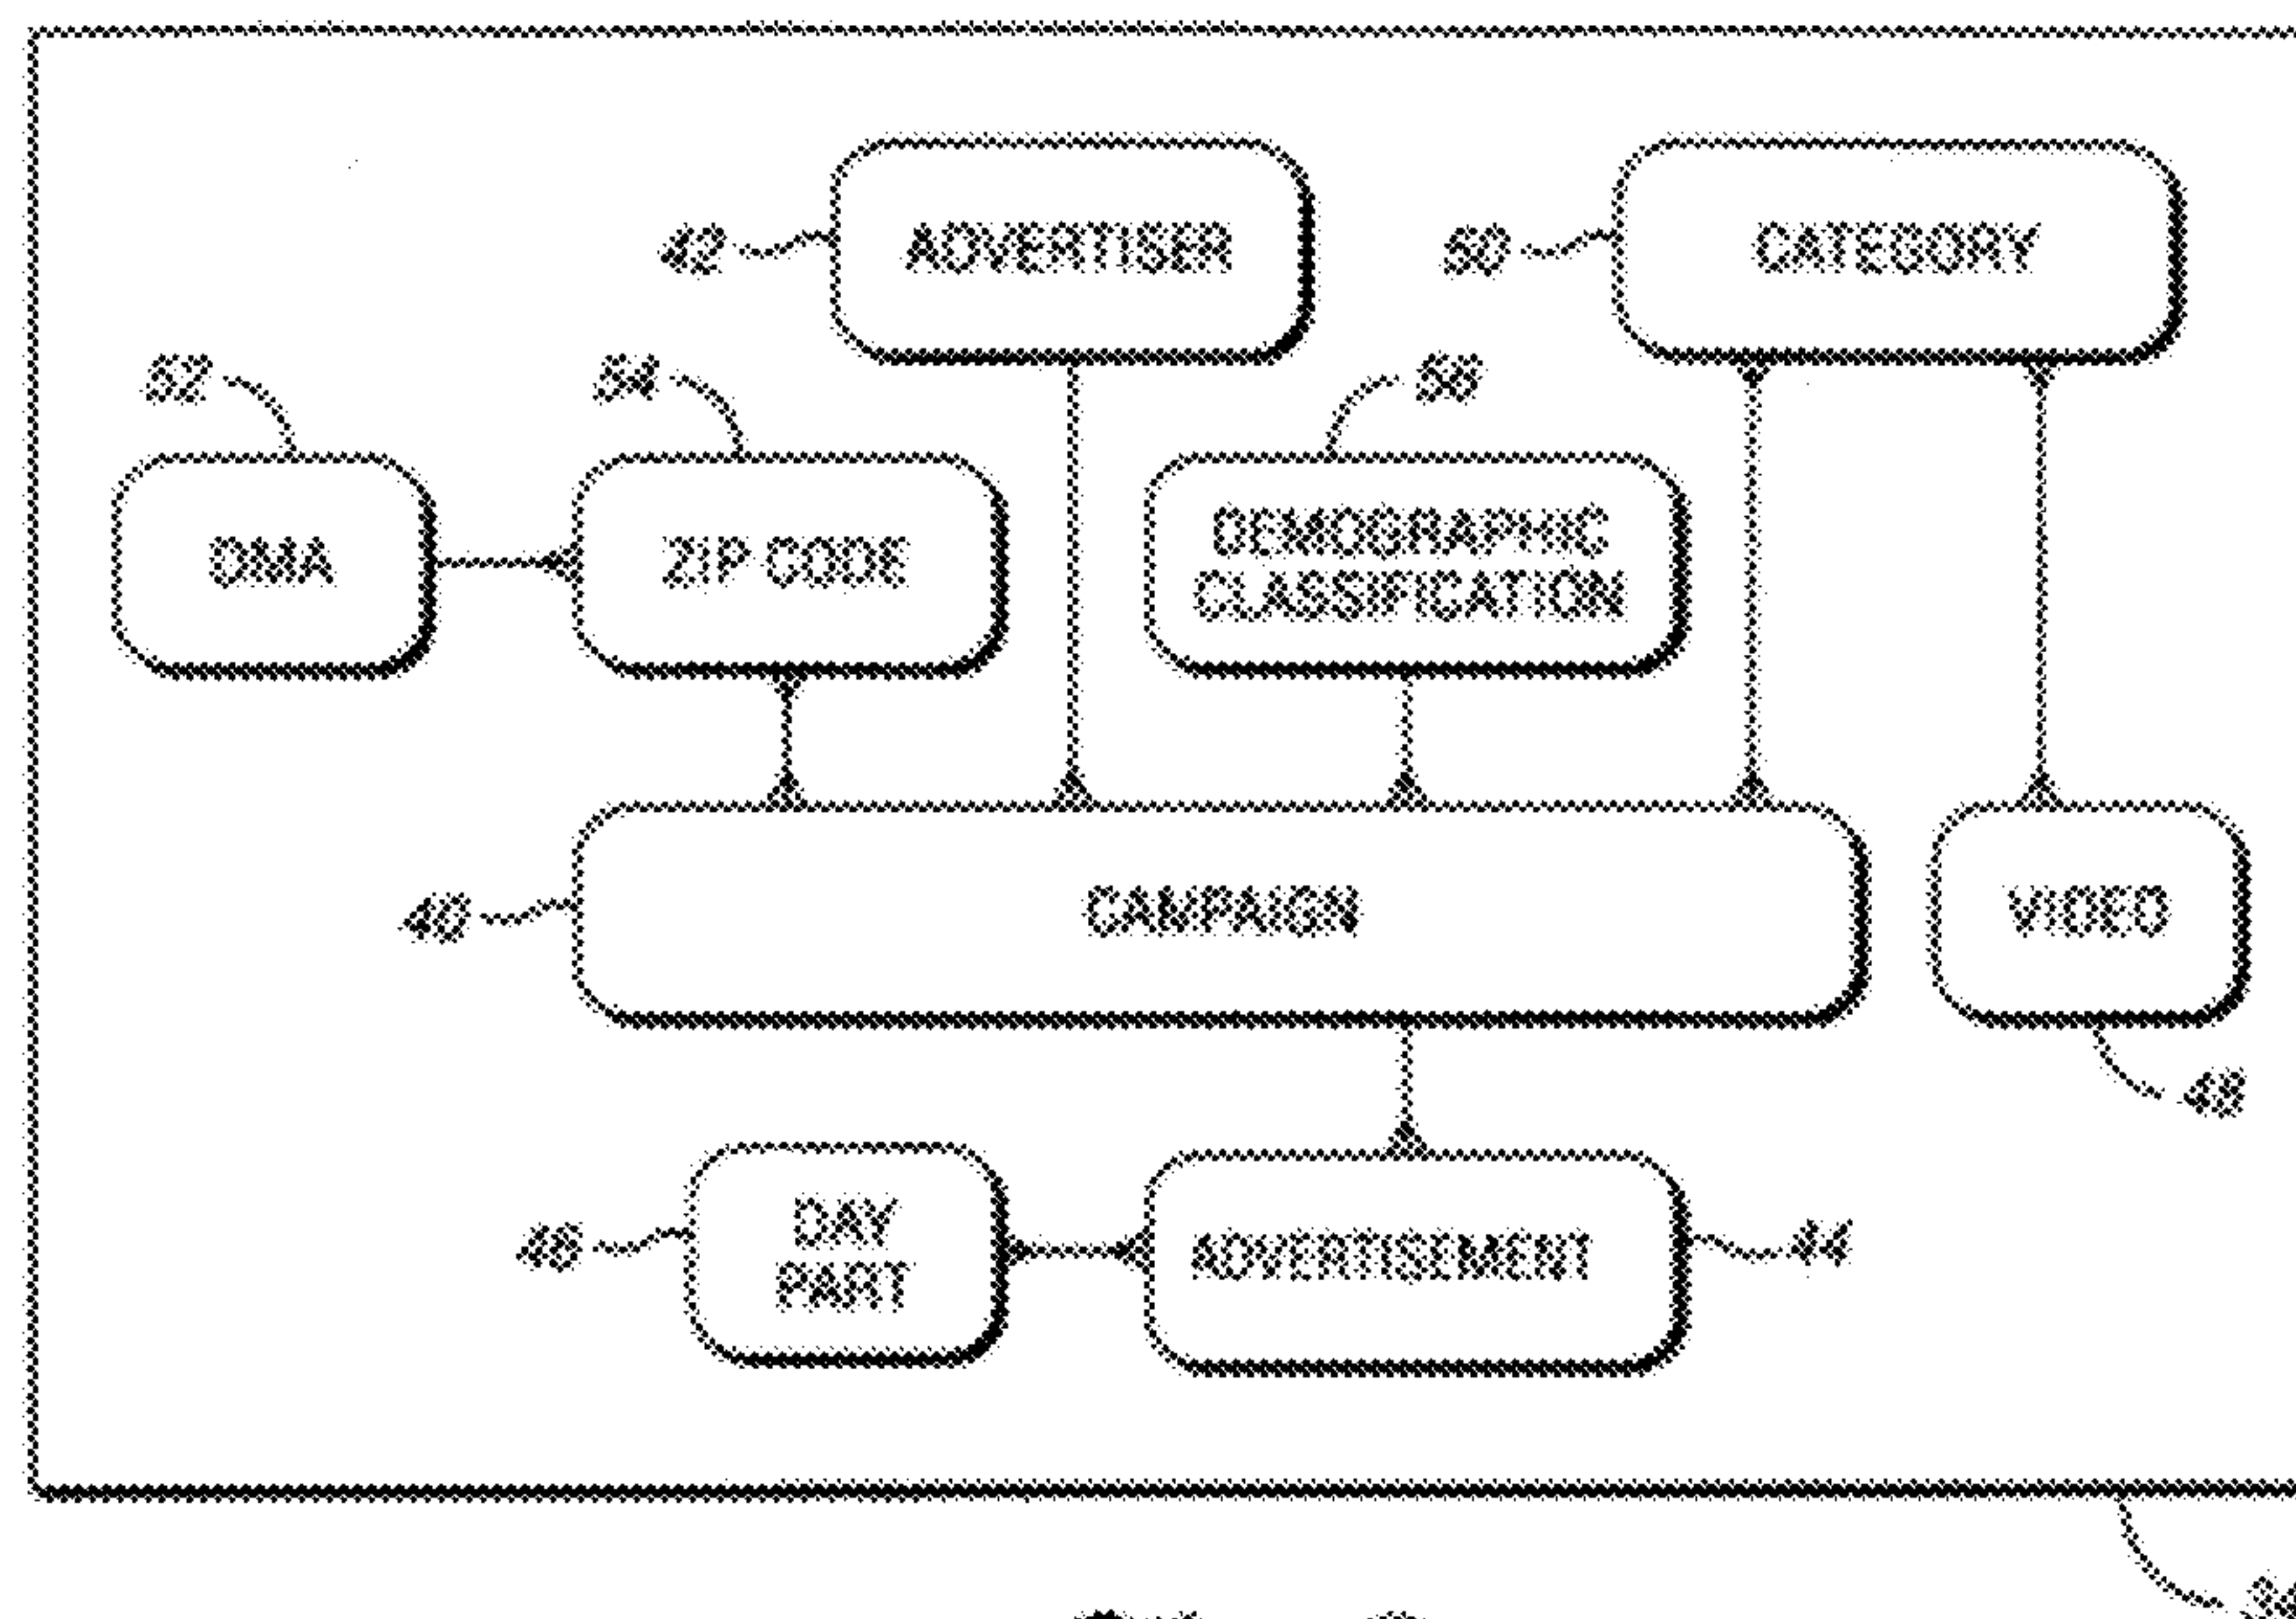 42
ADVERTISER
50
CATEGORY
52
54
56
DMA
ZIP CODE
DEMOGRAPHIC
CLASSIFICATION
40
CAMPAIGN
VIDEO
48
46
DAY
PART
ADVERTISEMENT
44